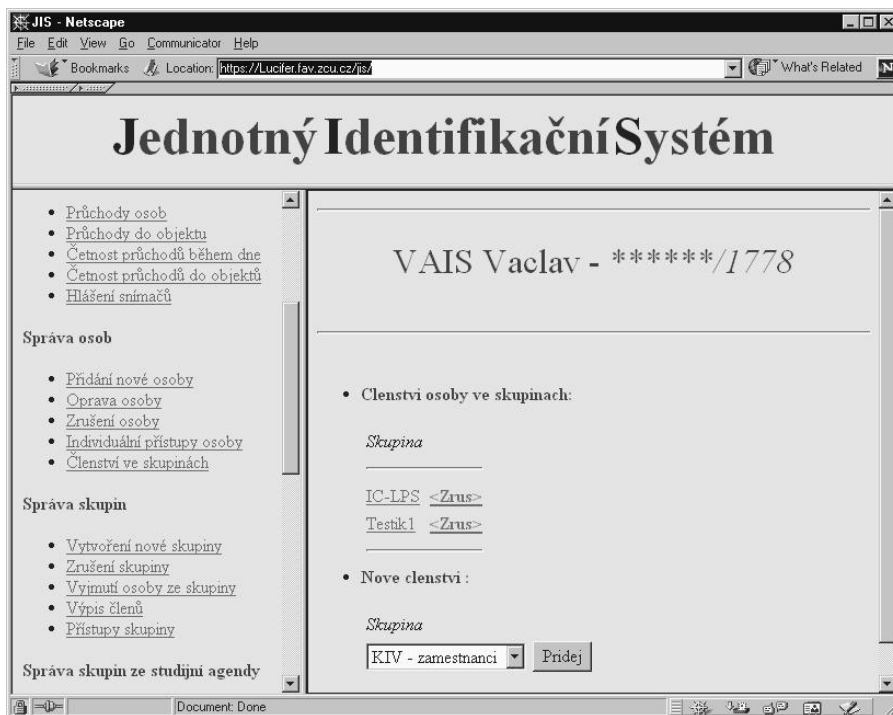 JIS - Netscape
File Edit View Go Communicator Help
Bookmarks Location: https://Lucifer.fav.zcu.cz/jis/ What's Related N
Jednotný Identifikační Systém
Průchody osob
Průchody do objektu
Četnost průchodů během dne
Četnost průchodů do objektů
Hlášení snímačů
Správa osob
Přidání nové osoby
Oprava osoby
Zrušení osoby
Individuální přístupy osoby
Členství ve skupinách
Správa skupin
Vytvoření nové skupiny
Zrušení skupiny
Vyjmutí osoby ze skupiny
Výpis členů
Přístupy skupiny
Správa skupin ze studijní agendy
VAIS Vaclav - ******/1778
Clenstvi osoby ve skupinach:
Skupina
IC-LPS <Zrus>
Testik1 <Zrus>
Nove clenstvi :
Skupina
KIV - zamestnanci Pridej
Document: Done